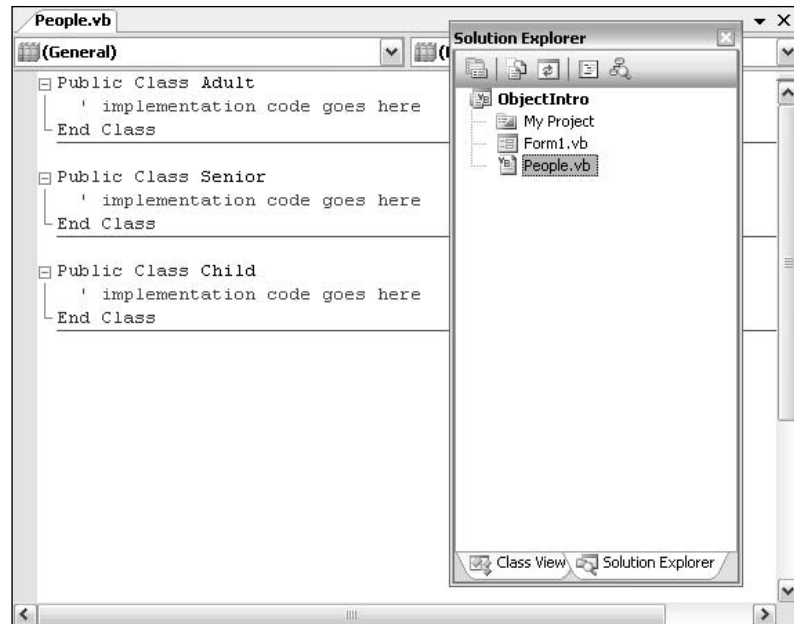 People.vb
(General)
Public Class Adult
' implementation code goes here
End Class
Public Class Senior
' implementation code goes here
End Class
Public Class Child
' implementation code goes here
End Class
Solution Explorer
ObjectIntro
My Project
Form1.vb
People.vb
Class View
Solution Explorer